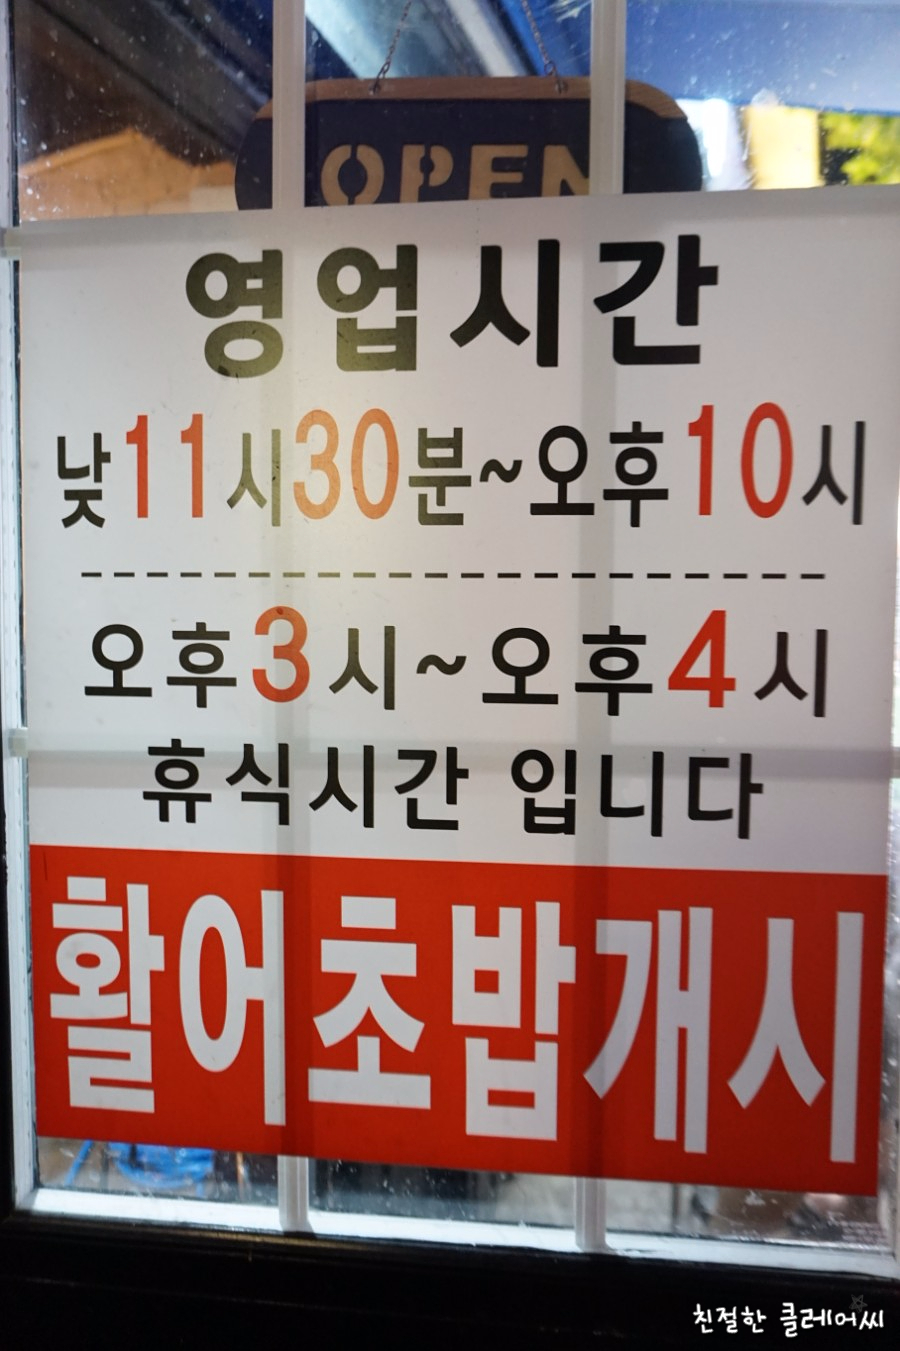 OPEN
영업시간
낮11시30분~오후10시
오후3시~오후4시
휴식시간 입니다
활어초밥개시
친절한 클레어씨